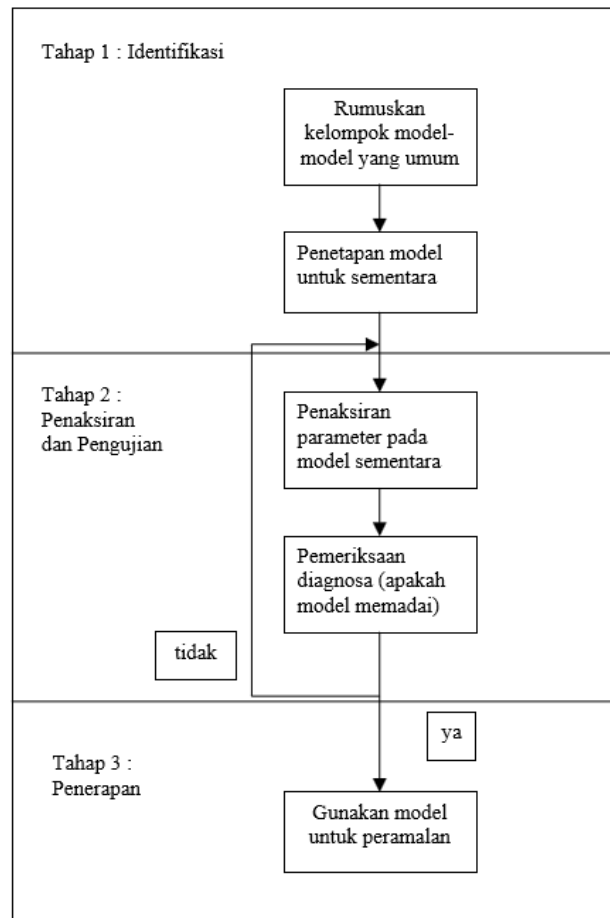 Tahap 1 : Identifikasi
Rumuskan
kelompok model-
model yang umum
Penetapan model
untuk sementara
Tahap 2 :
Penaksiran
dan Pengujian
Penaksiran
parameter pada
model sementara
Pemeriksaan
diagnosa (apakah
model memadai)
tidak
ya
Tahap 3 :
Penerapan
Gunakan model
untuk peramalan